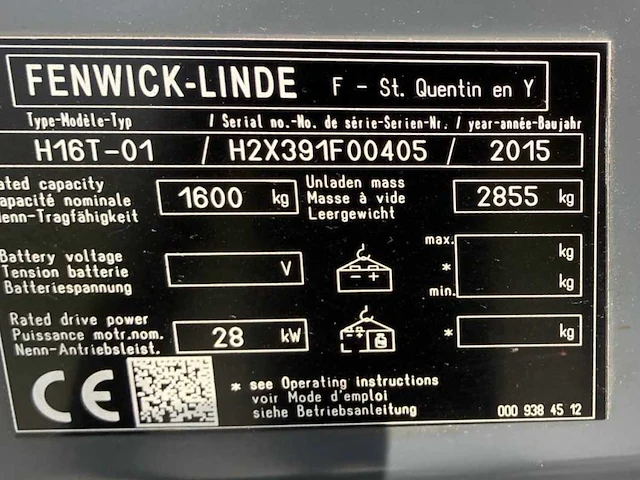 FENWICK-LINDE F - St. Quentin en Y
Type-Modèle-Typ / Serial no.-No. de série-Serien-Nr. / year-année-Baujahr
H16T-01 / H2X391F00405 / 2015
ated capacity
apacité nominale
enn-Tragfähigkeit
1600 kg
Unladen mass
Masse à vide
Leergewicht
2855 kg
Battery voltage
Tension batterie
Batteriespannung
V
max. kg
*
min. kg
Rated drive power
Puissance motr.nom.
Nenn-Antriebsleist.
28 kW
* kg
CE
* see Operating instructions
voir Mode d'emploi
siehe Betriebsanleitung
000 938 45 12